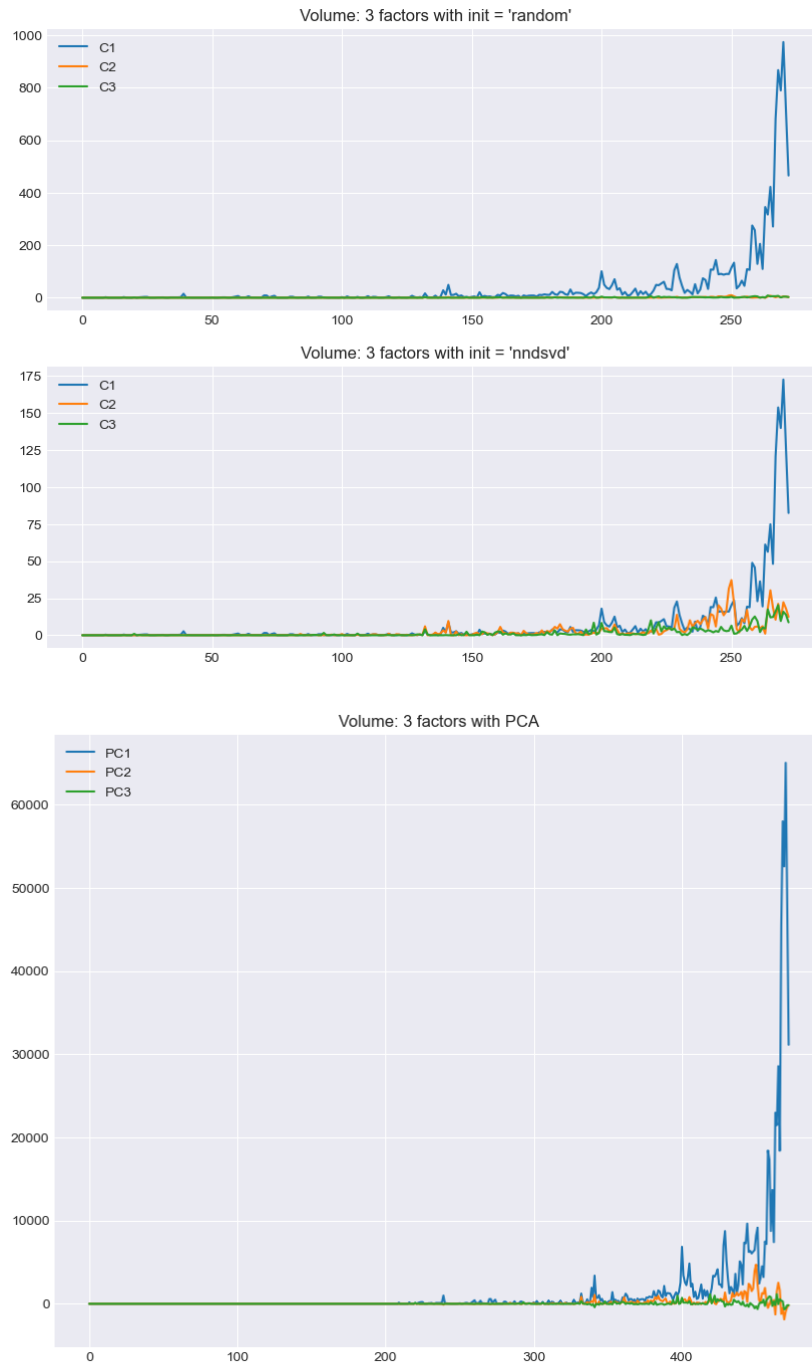 Volume: 3 factors with init = 'random'
1000
C1
C2
C3
800
600
400
200
0
0 50 100 150 200 250
Volume: 3 factors with init = 'nndsvd'
175
C1
C2
C3
150
125
100
75
50
25
0
0 50 100 150 200 250
Volume: 3 factors with PCA
PC1
PC2
PC3
60000
50000
40000
30000
20000
10000
0
0 100 200 300 400